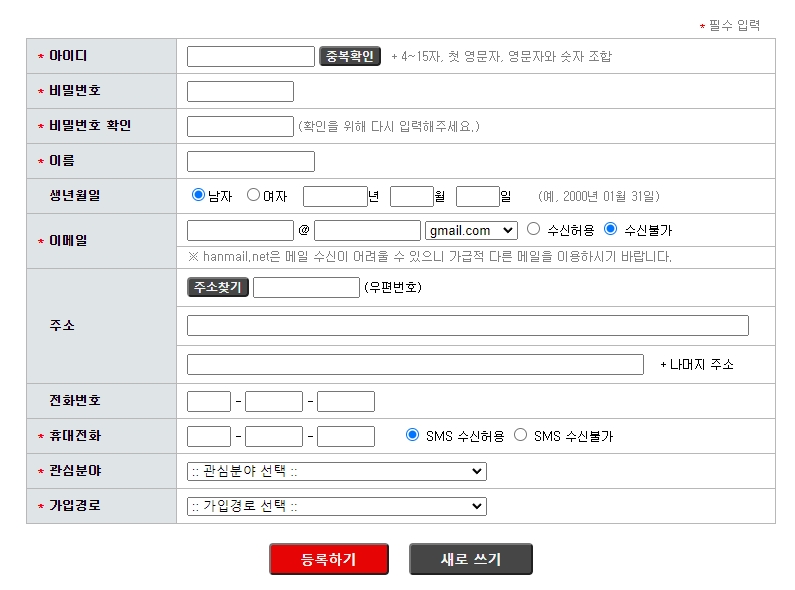 * 필수 입력
* 아이디 중복확인 + 4~15자, 첫 영문자, 영문자와 숫자 조합
* 비밀번호
* 비밀번호 확인 (확인을 위해 다시 입력해주세요.)
* 이름
생년월일 남자 여자 년 월 일 (예, 2000년 01월 31일)
* 이메일 @ gmail.com 수신허용 수신불가
※ hanmail.net은 메일 수신이 어려울 수 있으니 가급적 다른 메일을 이용하시기 바랍니다.
주소찾기 (우편번호)
주소
+ 나머지 주소
전화번호 - -
* 휴대전화 - - SMS 수신허용 SMS 수신불가
* 관심분야 :: 관심분야 선택 ::
* 가입경로 :: 가입경로 선택 ::
등록하기 새로 쓰기